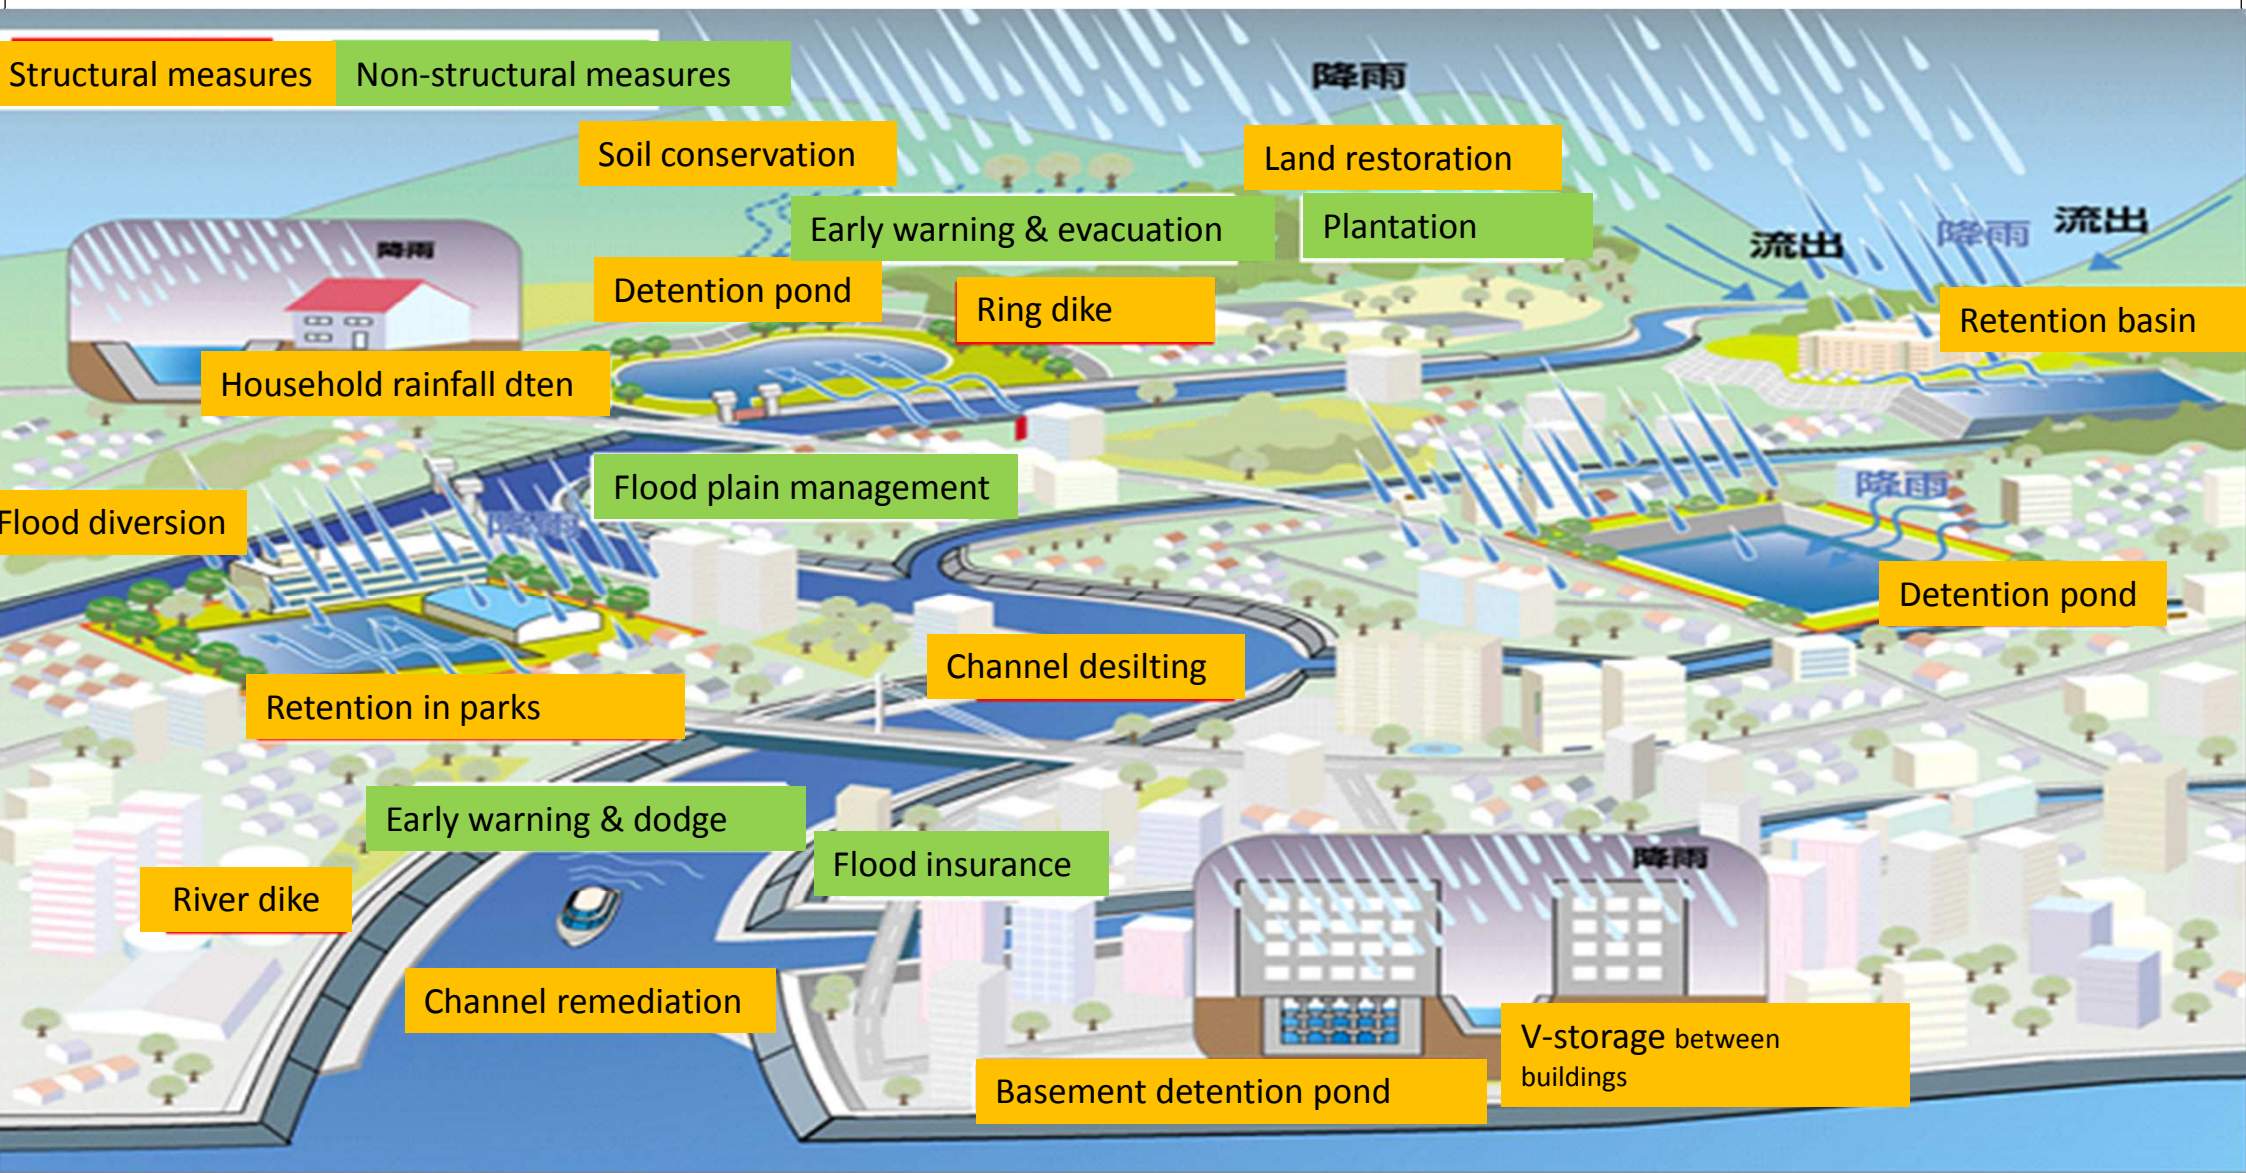 Structural measures
Non-structural measures
降雨
Soil conservation
Land restoration
Early warning & evacuation
Plantation
流出
降雨
流出
降雨
Detention pond
Ring dike
Retention basin
Household rainfall dten
Flood plain management
降雨
Flood diversion
降雨
Detention pond
Channel desilting
Retention in parks
Early warning & dodge
Flood insurance
降雨
River dike
Channel remediation
V-storage between
buildings
Basement detention pond